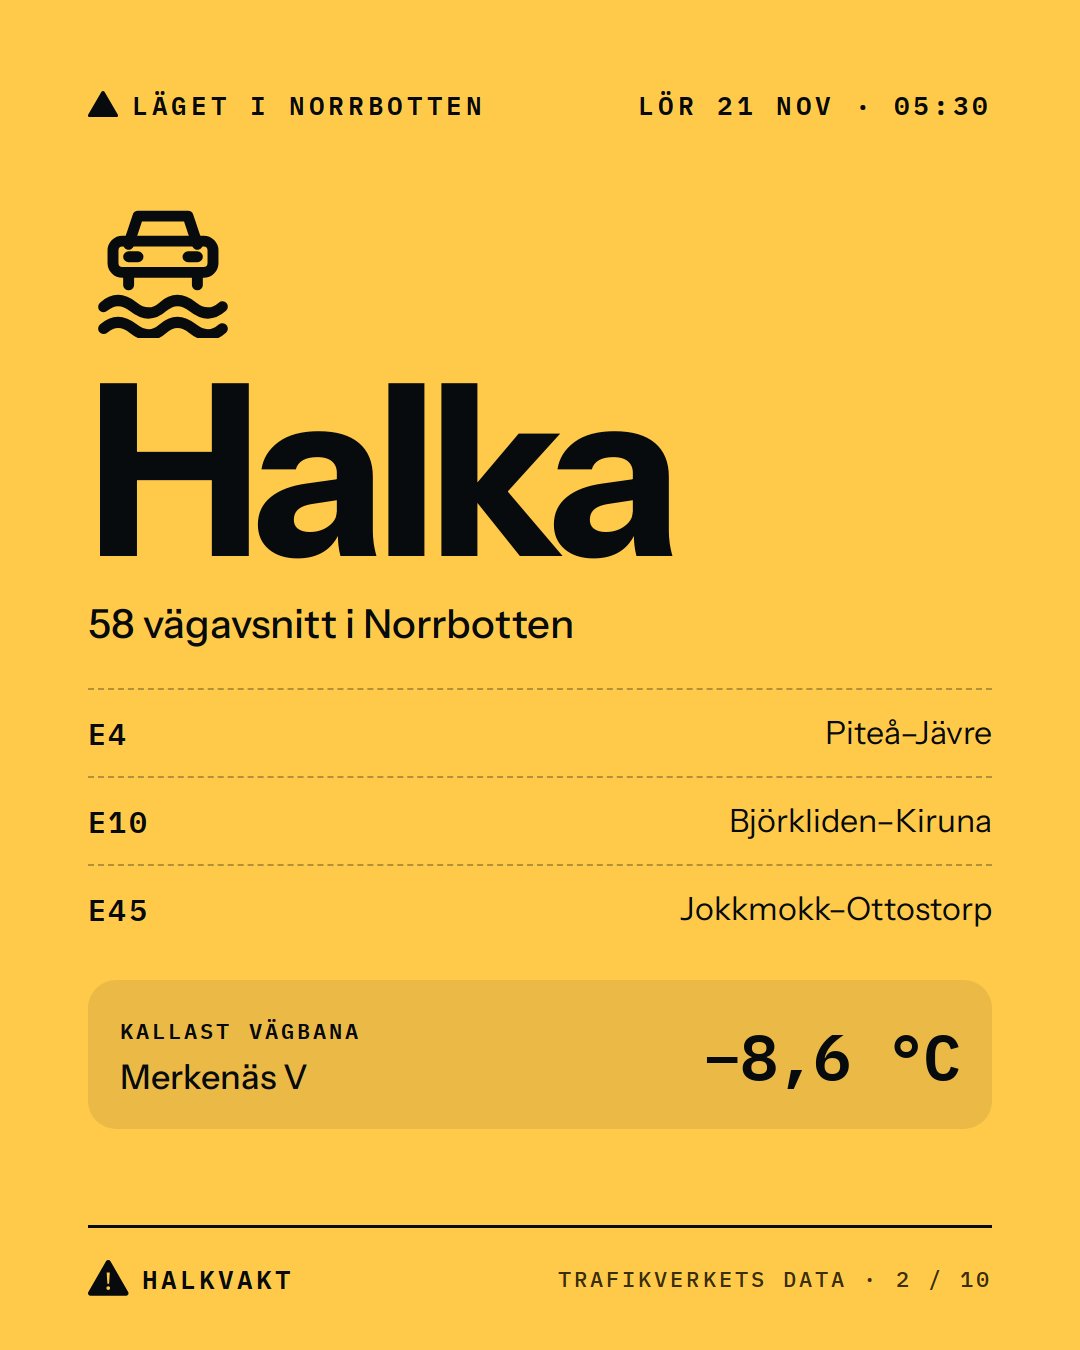 LÄGET I NORRBOTTEN
LÖR 21 NOV · 05:30
Halka
58 vägavsnitt i Norrbotten
E4 Piteå–Jävre
E10 Björkliden–Kiruna
E45 Jokkmokk–Ottostorp
KALLAST VÄGBANA
Merkenäs V
−8,6 °C
! HALKVAKT
TRAFIKVERKETS DATA · 2 / 10